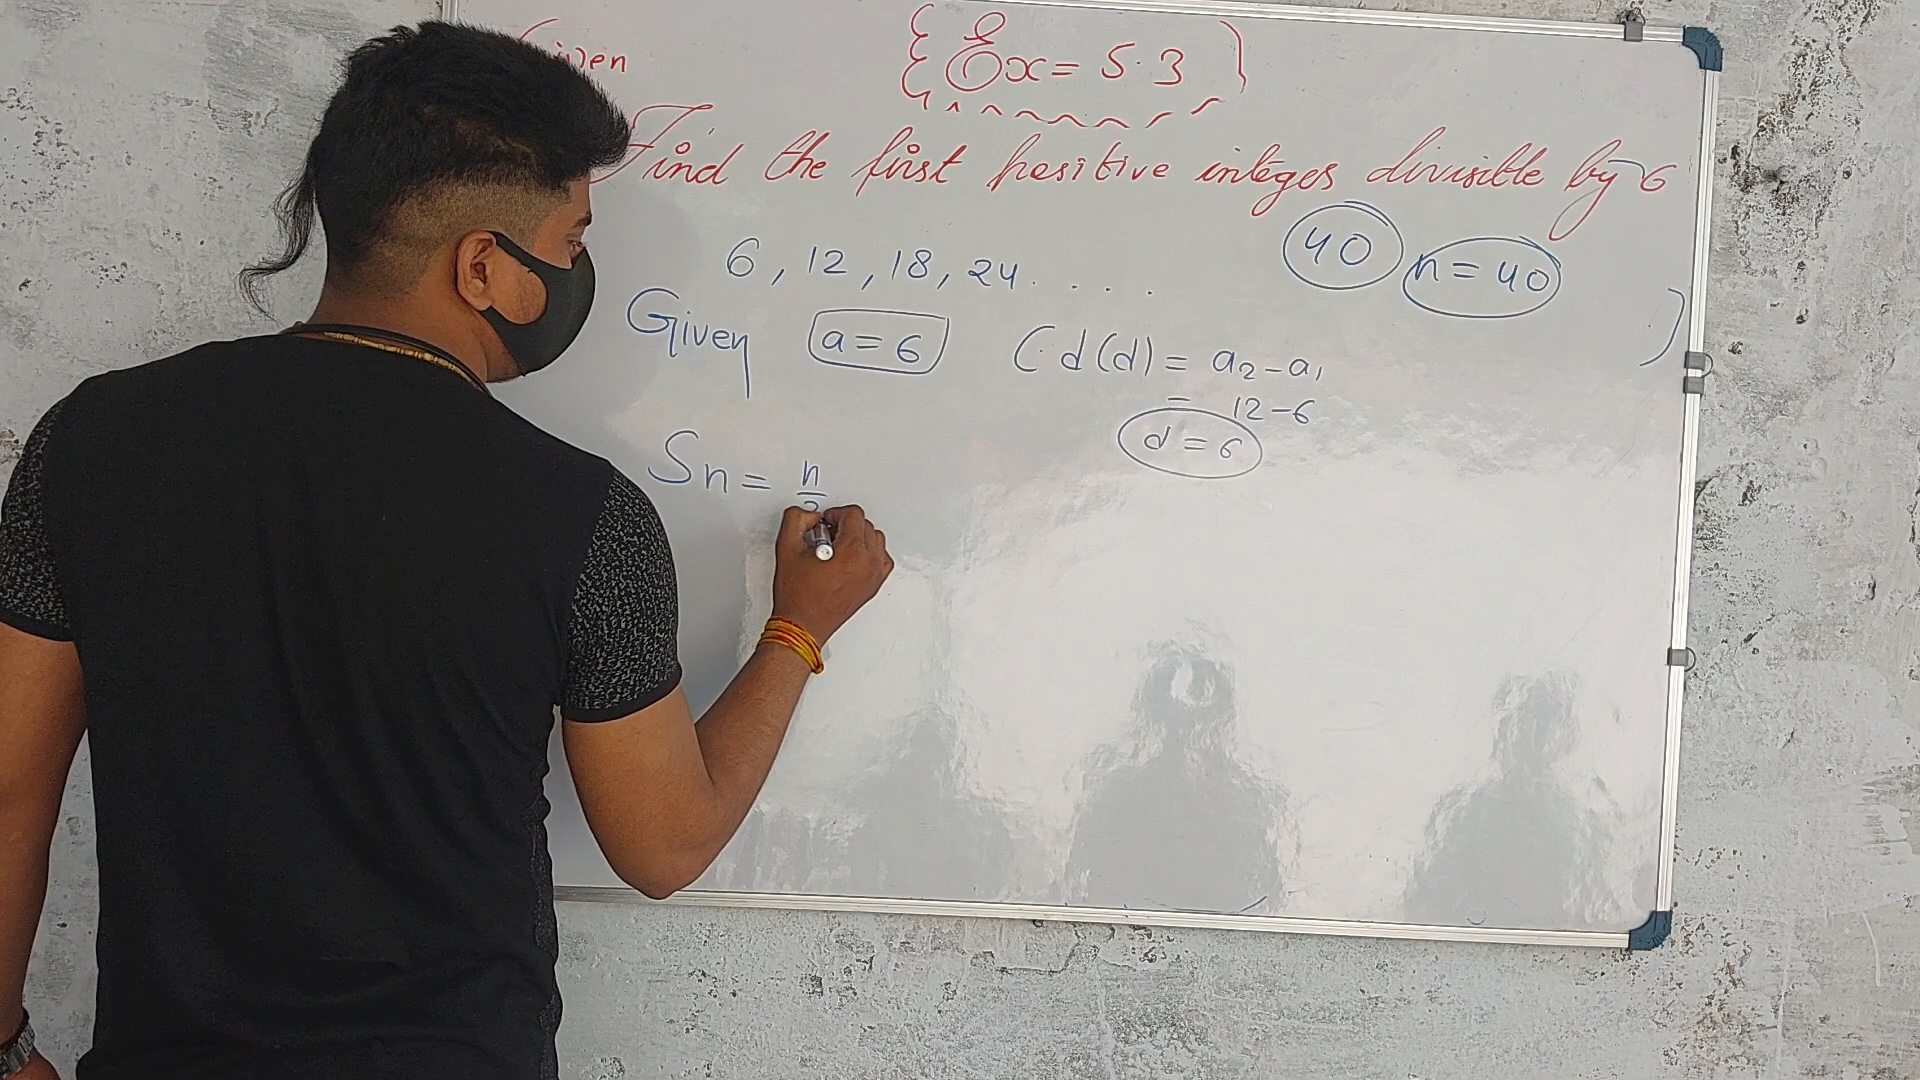 Given
{ Ex = 5.3 }
Find the first positive integers divisible by 6
40
n = 40
6, 12, 18, 24 . . . .
Given a = 6 C.d(d) = a2 - a1
= 12 - 6
d = 6
Sn = n/2